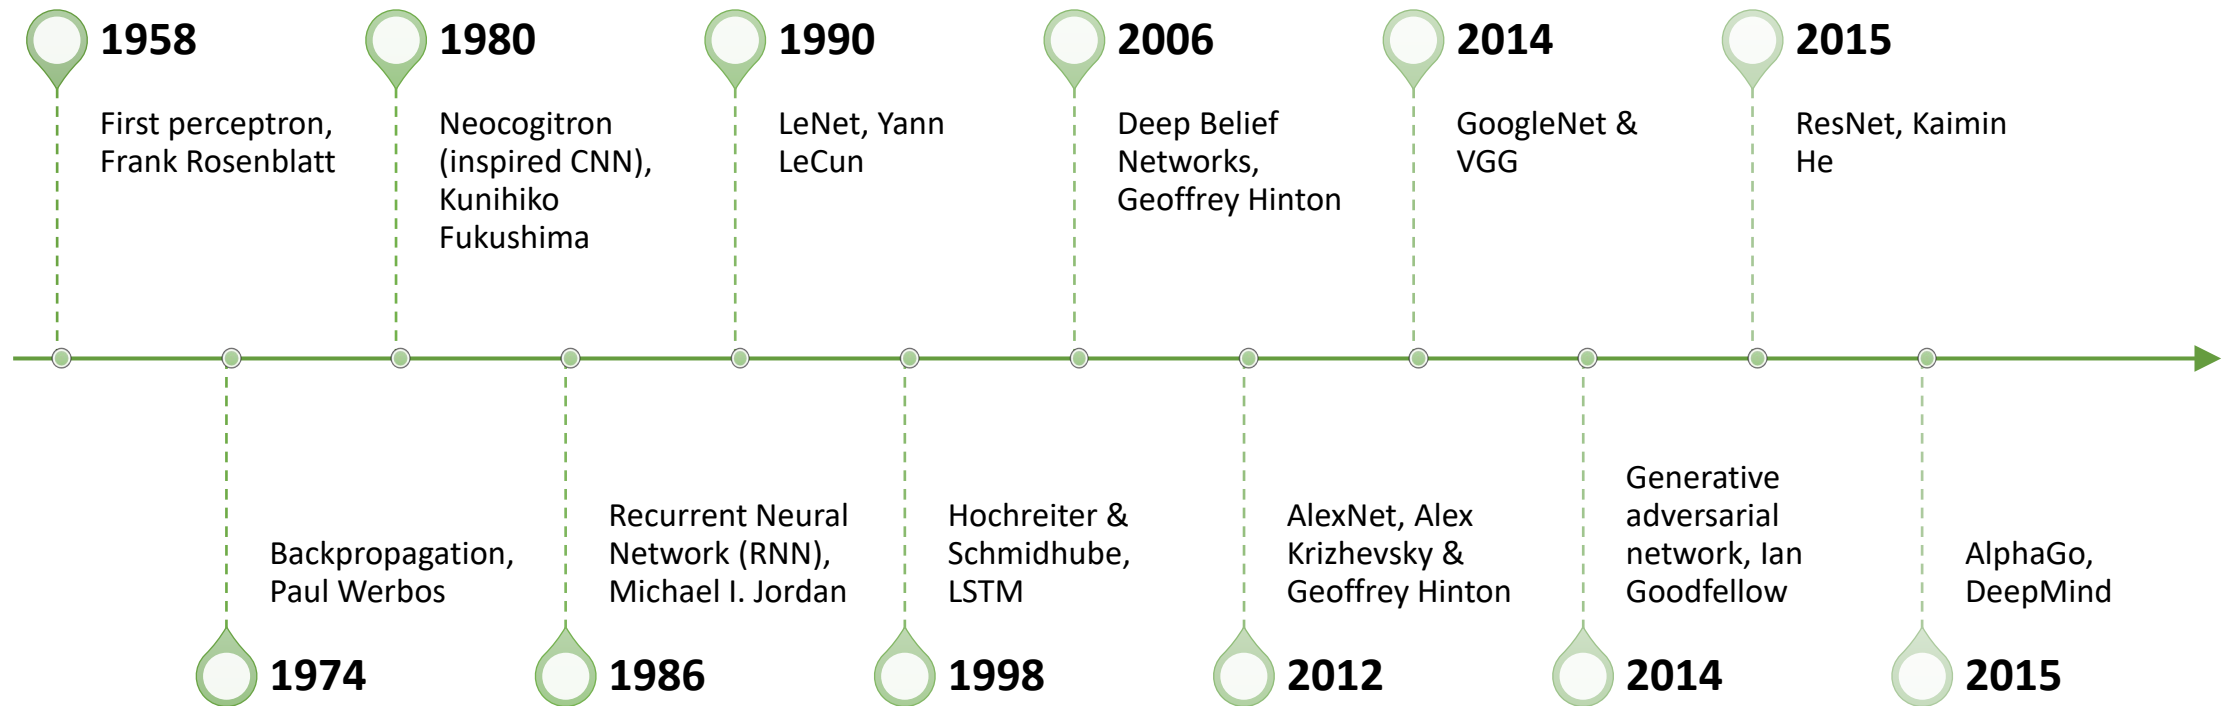 1958
First perceptron,
Frank Rosenblatt
1980
Neocogitron
(inspired CNN),
Kunihiko
Fukushima
1990
LeNet, Yann
LeCun
2006
Deep Belief
Networks,
Geoffrey Hinton
2014
GoogleNet &
VGG
2015
ResNet, Kaimin
He
Backpropagation,
Paul Werbos
1974
Recurrent Neural
Network (RNN),
Michael I. Jordan
1986
Hochreiter &
Schmidhube,
LSTM
1998
AlexNet, Alex
Krizhevsky &
Geoffrey Hinton
2012
Generative
adversarial
network, Ian
Goodfellow
2014
AlphaGo,
DeepMind
2015